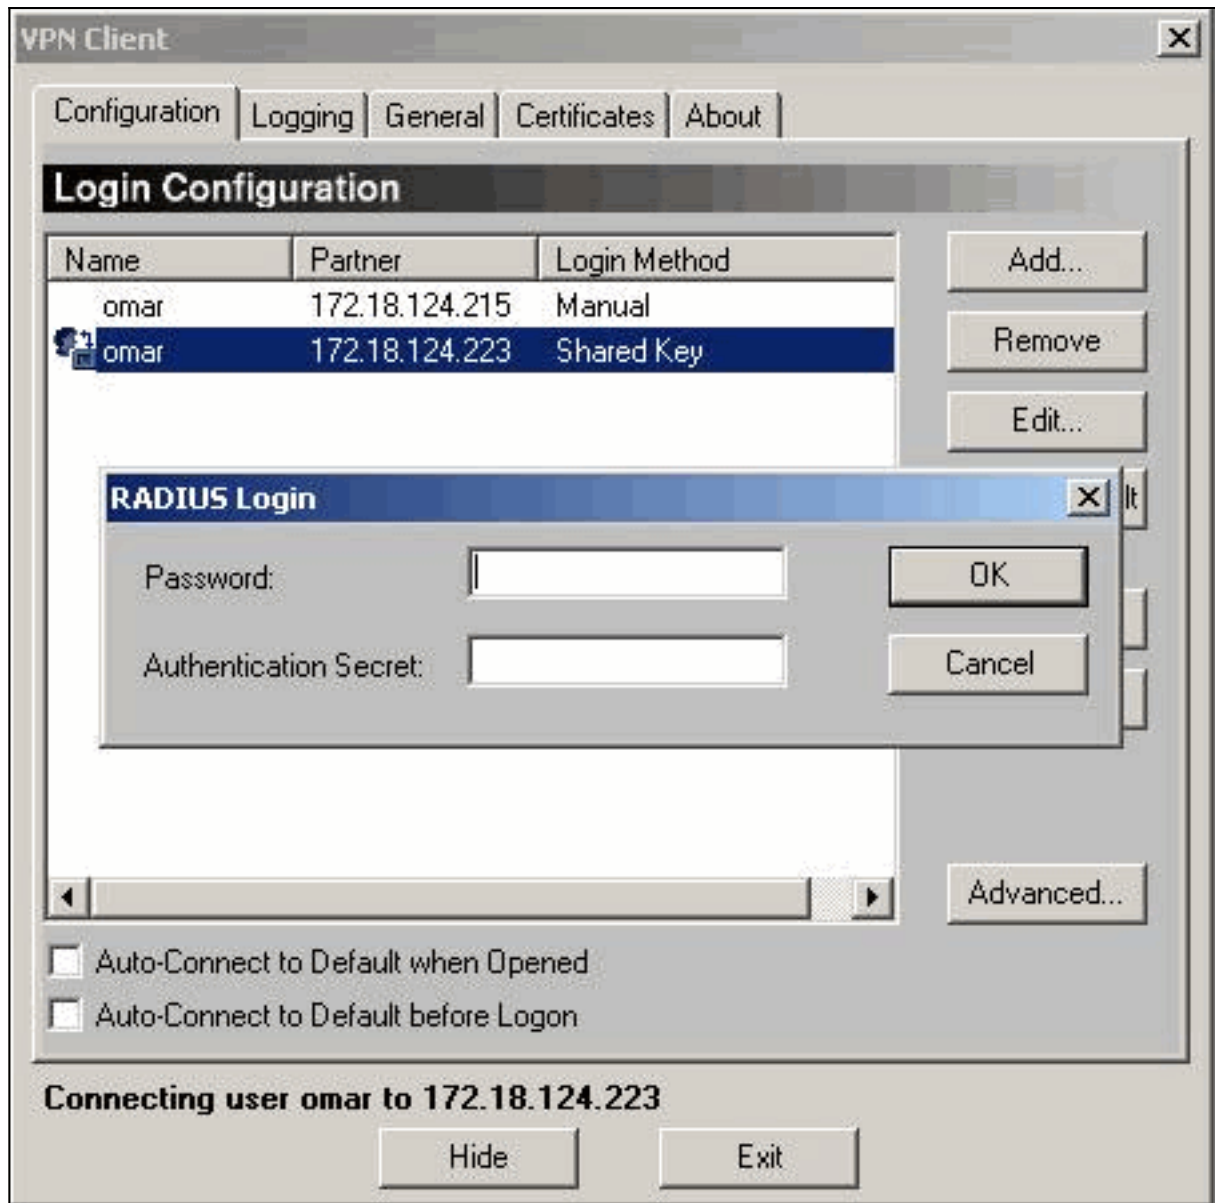 VPN Client
Configuration Logging General Certificates About
Login Configuration
Name Partner Login Method
omar 172.18.124.215 Manual
omar 172.18.124.223 Shared Key
Add...
Remove
Edit...
lt
RADIUS Login
Password:
OK
Authentication Secret:
Cancel
Advanced...
Auto-Connect to Default when Opened
Auto-Connect to Default before Logon
Connecting user omar to 172.18.124.223
Hide Exit